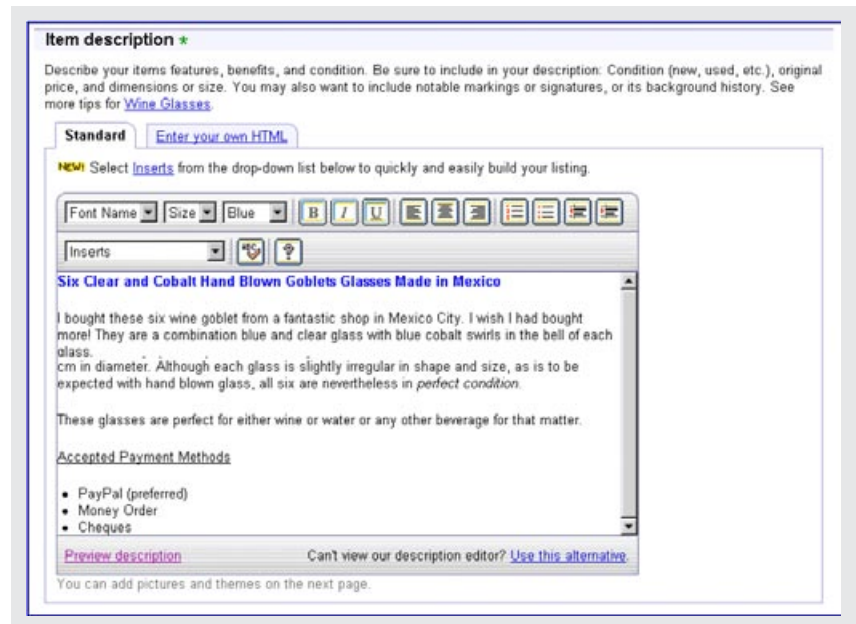 Item description *
Describe your items features, benefits, and condition. Be sure to include in your description: Condition (new, used, etc.), original
price, and dimensions or size. You may also want to include notable markings or signatures, or its background history. See
more tips for Wine Glasses.
Standard Enter your own HTML
NEW! Select Inserts from the drop-down list below to quickly and easily build your listing.
Font Name Size Blue B I U
Inserts ABC ?
Six Clear and Cobalt Hand Blown Goblets Glasses Made in Mexico
I bought these six wine goblet from a fantastic shop in Mexico City. I wish I had bought
more! They are a combination blue and clear glass with blue cobalt swirls in the bell of each
glass.
cm in diameter. Although each glass is slightly irregular in shape and size, as is to be
expected with hand blown glass, all six are nevertheless in perfect condition.
These glasses are perfect for either wine or water or any other beverage for that matter.
Accepted Payment Methods
• PayPal (preferred)
• Money Order
• Cheques
Preview description Can't view our description editor? Use this alternative.
You can add pictures and themes on the next page.